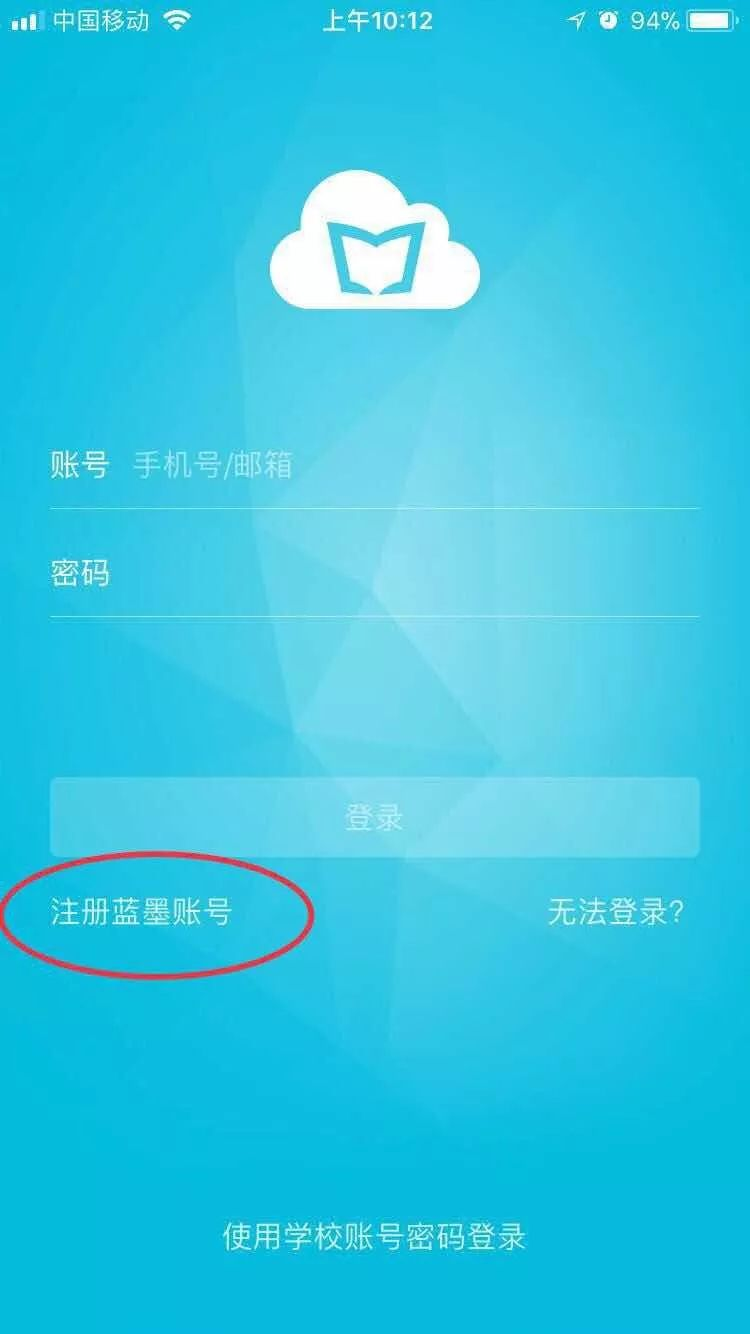 中国移动 上午10:12 94%
账号 手机号/邮箱
密码
登录
注册蓝墨账号 无法登录?
使用学校账号密码登录